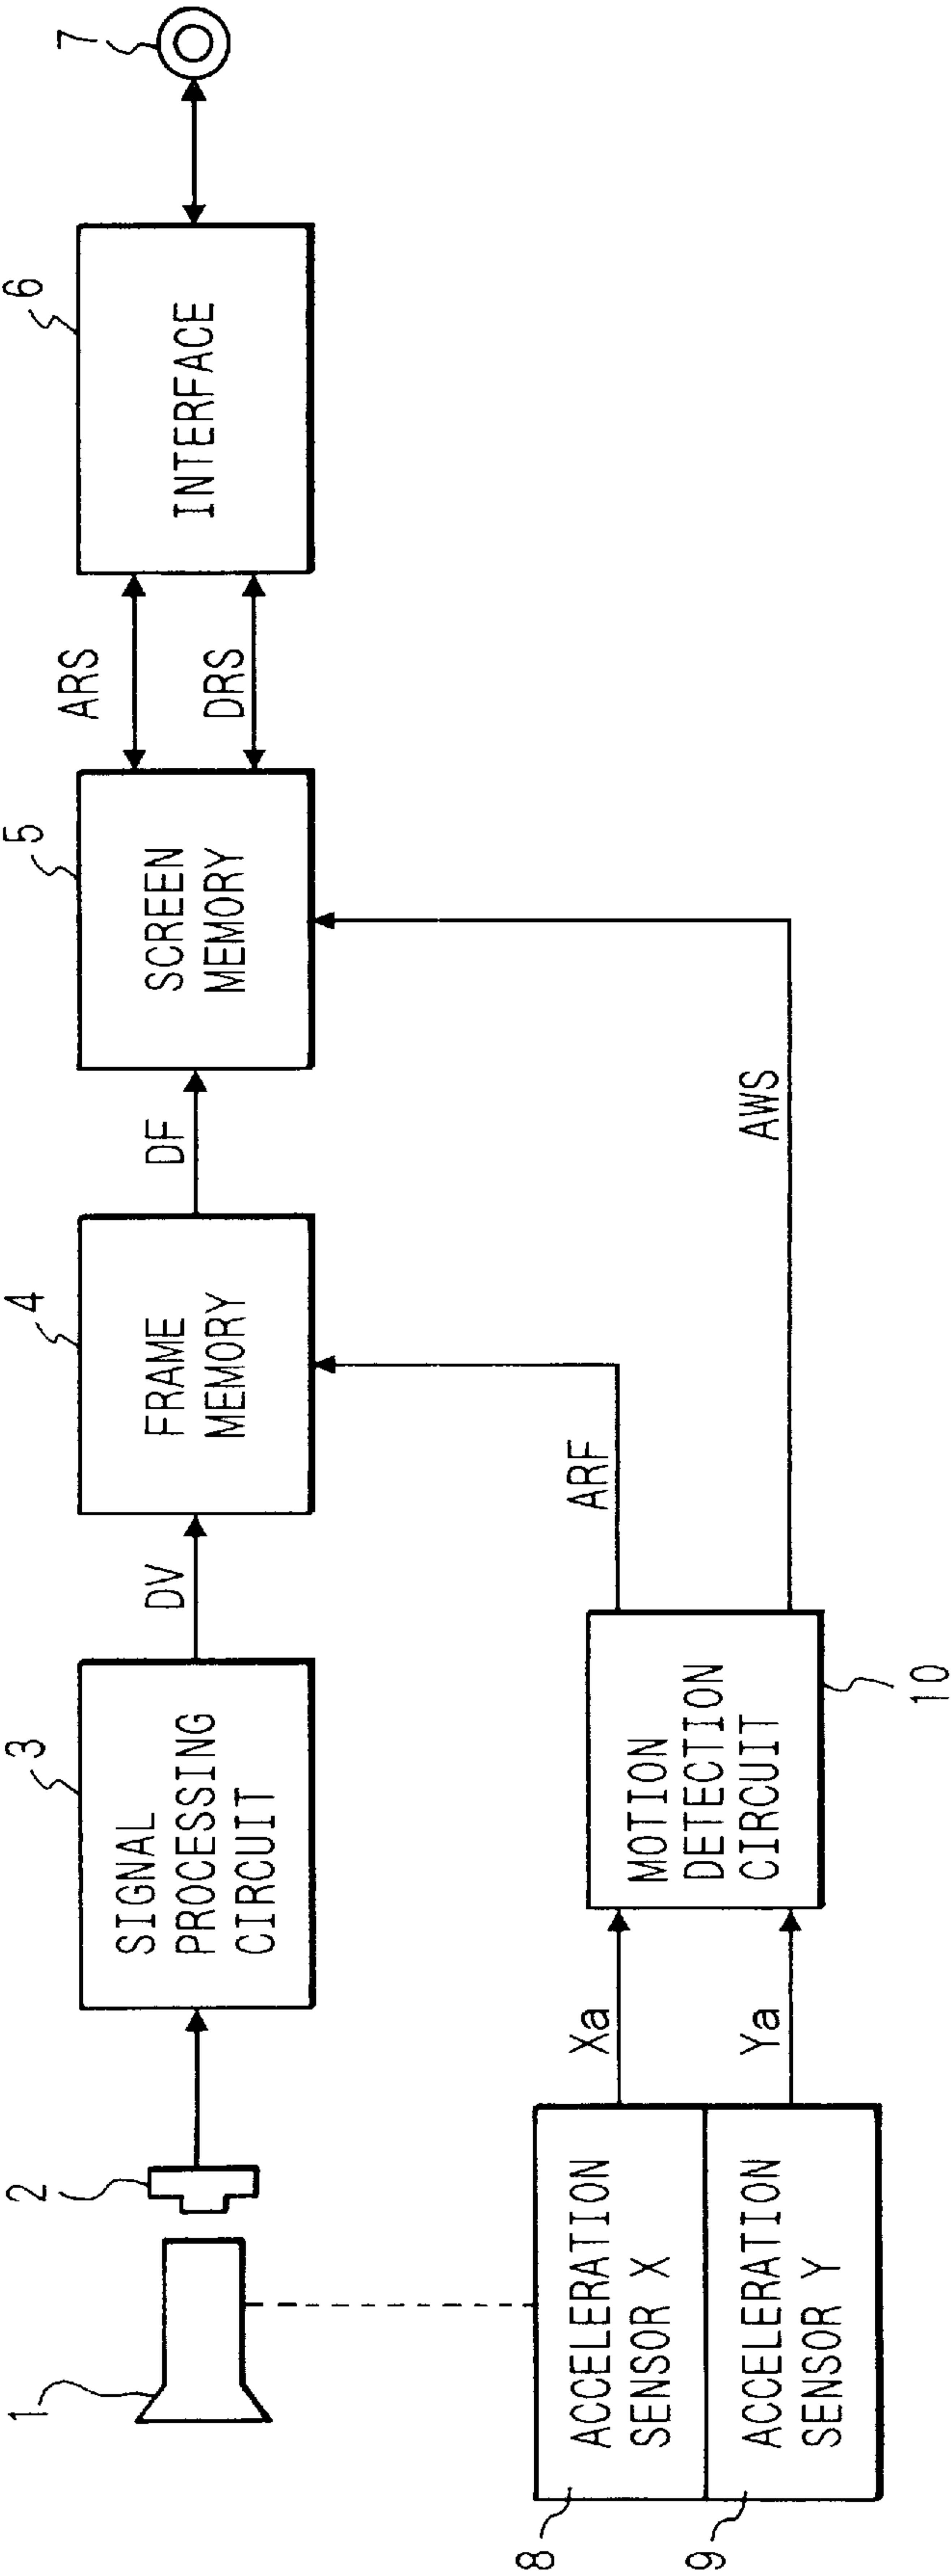 1
2
3
SIGNAL
PROCESSING
CIRCUIT
DV
4
FRAME
MEMORY
DF
5
SCREEN
MEMORY
ARS
DRS
6
INTERFACE
7
8
ACCELERATION
SENSOR X
9
ACCELERATION
SENSOR Y
Xa
Ya
MOTION
DETECTION
CIRCUIT
10
ARF
AWS